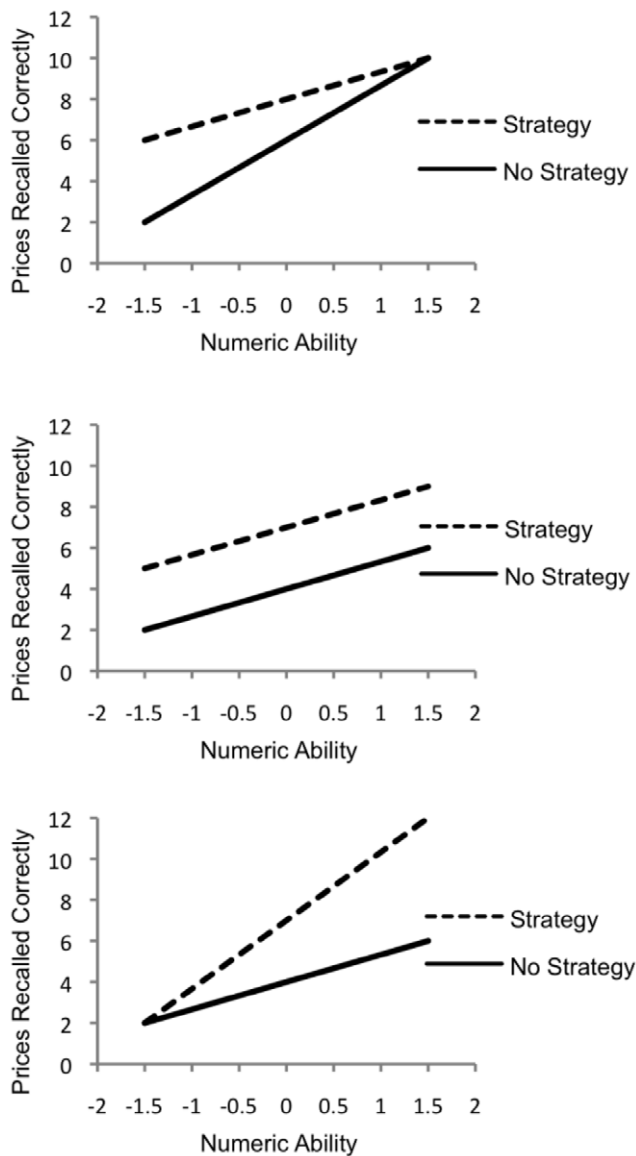 Prices Recalled Correctly
12
10
8
6
4
2
0
Strategy
No Strategy
-2 -1.5 -1 -0.5 0 0.5 1 1.5 2
Numeric Ability
Prices Recalled Correctly
12
10
8
6
4
2
0
Strategy
No Strategy
-2 -1.5 -1 -0.5 0 0.5 1 1.5 2
Numeric Ability
Prices Recalled Correctly
12
10
8
6
4
2
0
Strategy
No Strategy
-2 -1.5 -1 -0.5 0 0.5 1 1.5 2
Numeric Ability